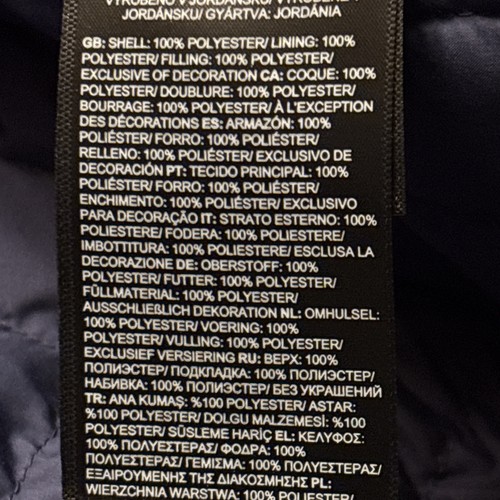 VYROBENO V JORDÁNSKU/ VYROBENÉ V
JORDÁNSKU/ GYÁRTVA: JORDÁNIA
GB: SHELL: 100% POLYESTER/ LINING: 100%
POLYESTER/ FILLING: 100% POLYESTER/
EXCLUSIVE OF DECORATION CA: COQUE: 100%
POLYESTER/ DOUBLURE: 100% POLYESTER/
BOURRAGE: 100% POLYESTER/ À L'EXCEPTION
DES DÉCORATIONS ES: ARMAZÓN: 100%
POLIÉSTER/ FORRO: 100% POLIÉSTER/
RELLENO: 100% POLIÉSTER/ EXCLUSIVO DE
DECORACIÓN PT: TECIDO PRINCIPAL: 100%
POLIÉSTER/ FORRO: 100% POLIÉSTER/
ENCHIMENTO: 100% POLIÉSTER/ EXCLUSIVO
PARA DECORAÇÃO IT: STRATO ESTERNO: 100%
POLIESTERE/ FODERA: 100% POLIESTERE/
IMBOTTITURA: 100% POLIESTERE/ ESCLUSA LA
DECORAZIONE DE: OBERSTOFF: 100%
POLYESTER/ FUTTER: 100% POLYESTER/
FÜLLMATERIAL: 100% POLYESTER/
AUSSCHLIEßLICH DEKORATION NL: OMHULSEL:
100% POLYESTER/ VOERING: 100%
POLYESTER/ VULLING: 100% POLYESTER/
EXCLUSIEF VERSIERING RU: ВЕРХ: 100%
ПОЛИЭСТЕР/ ПОДКЛАДКА: 100% ПОЛИЭСТЕР/
НАБИВКА: 100% ПОЛИЭСТЕР/ БЕЗ УКРАШЕНИЙ
TR: ANA KUMAŞ: %100 POLYESTER/ ASTAR:
%100 POLYESTER/ DOLGU MALZEMESİ: %100
POLYESTER/ SÜSLEME HARİÇ EL: ΚΕΛΥΦΟΣ:
100% ΠΟΛΥΕΣΤΕΡΑΣ/ ΦΟΔΡΑ: 100%
ΠΟΛΥΕΣΤΕΡΑΣ/ ΓΕΜΙΣΜΑ: 100% ΠΟΛΥΕΣΤΕΡΑΣ/
ΕΞΑΙΡΟΥΜΕΝΗΣ ΤΗΣ ΔΙΑΚΟΣΜΗΣΗΣ PL:
WIERZCHNIA WARSTWA: 100% POLIESTER/